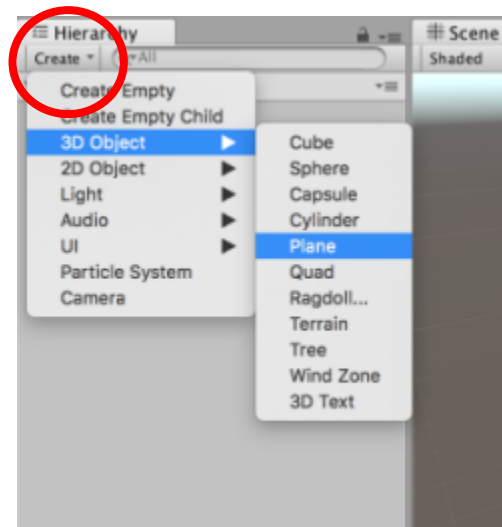 Hierarchy
# Scene
Create
All
Shaded
Create Empty
Create Empty Child
3D Object
2D Object
Light
Audio
UI
Particle System
Camera
Cube
Sphere
Capsule
Cylinder
Plane
Quad
Ragdoll...
Terrain
Tree
Wind Zone
3D Text